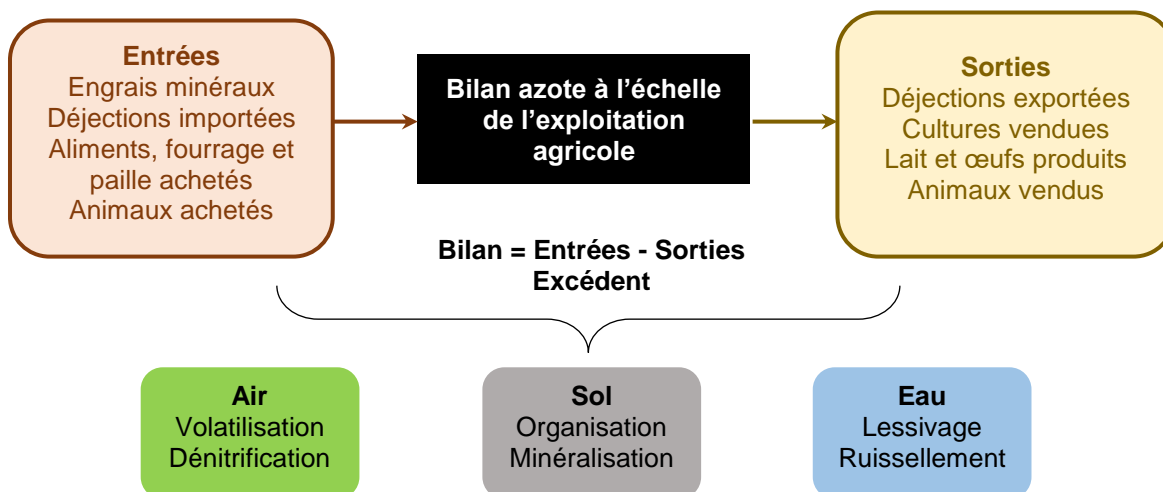 Entrées
Engrais minéraux
Déjections importées
Aliments, fourrage et
paille achetés
Animaux achetés
Bilan azote à l’échelle
de l’exploitation
agricole
Sorties
Déjections exportées
Cultures vendues
Lait et œufs produits
Animaux vendus
Bilan = Entrées - Sorties
Excédent
Air
Volatilisation
Dénitrification
Sol
Organisation
Minéralisation
Eau
Lessivage
Ruissellement